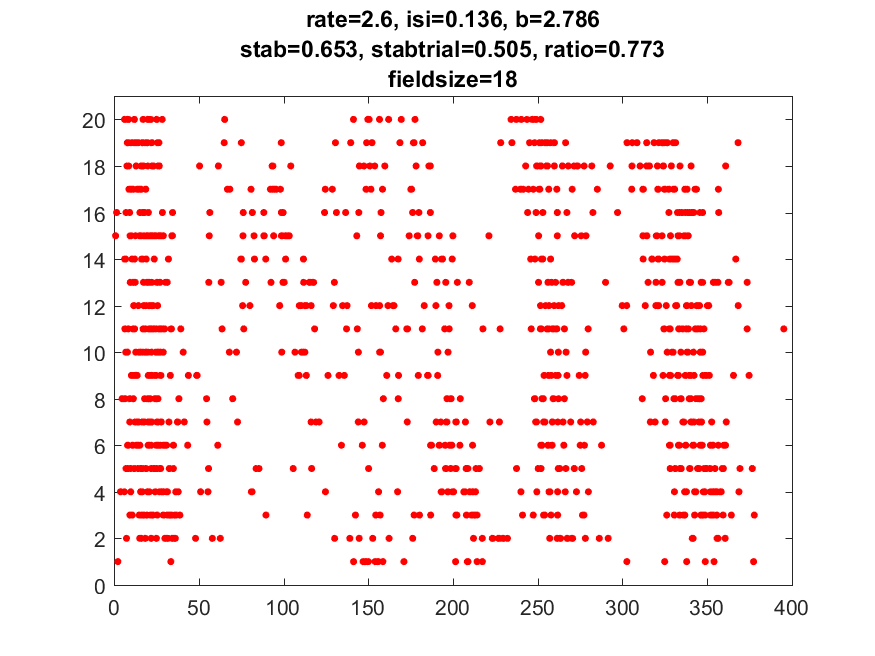 rate=2.6, isi=0.136, b=2.786
stab=0.653, stabtrial=0.505, ratio=0.773
fieldsize=18
20
18
16
14
12
10
8
6
4
2
0
0 50 100 150 200 250 300 350 400